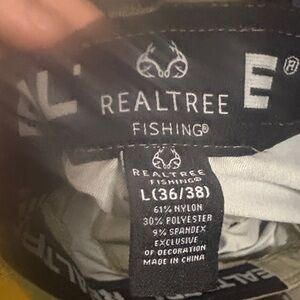 REALTREE
FISHING®
REALTREE
FISHING®
L(36/38)
61% NYLON
30% POLYESTER
9% SPANDEX
EXCLUSIVE
OF DECORATION
MADE IN CHINA